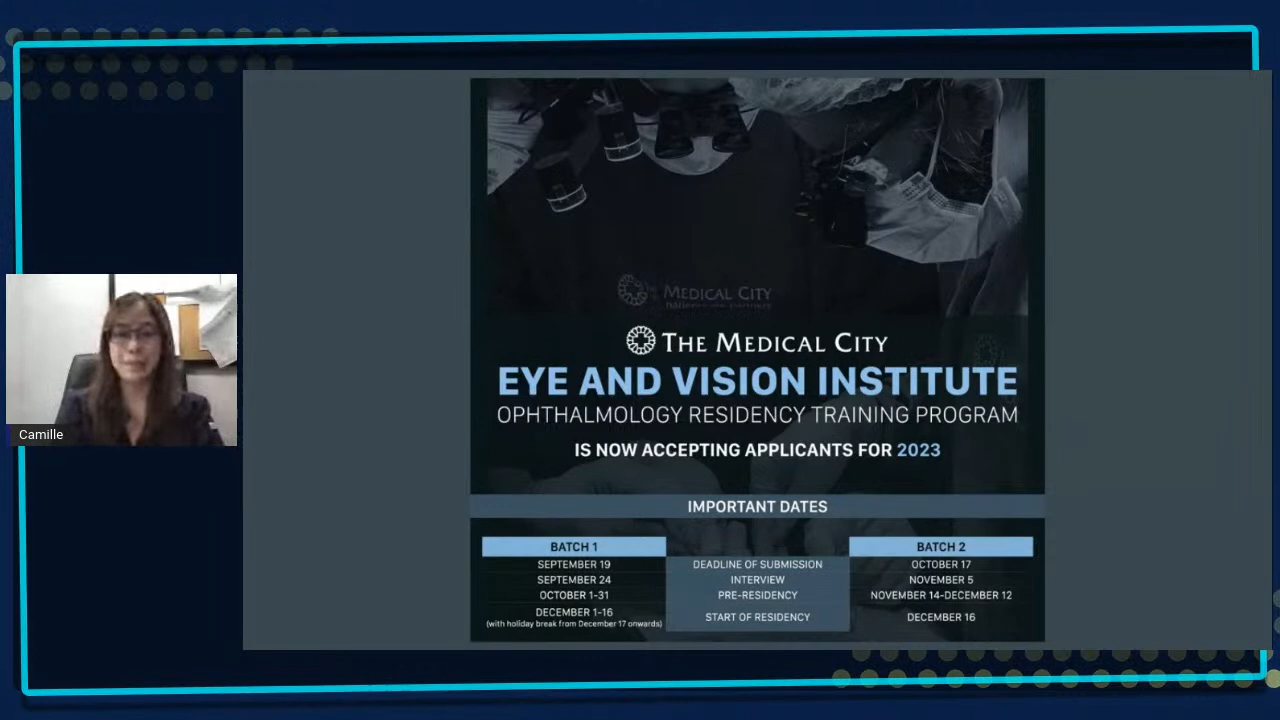 THE MEDICAL CITY
THE MEDICAL CITY
EYE AND VISION INSTITUTE
OPHTHALMOLOGY RESIDENCY TRAINING PROGRAM
IS NOW ACCEPTING APPLICANTS FOR 2023
IMPORTANT DATES
BATCH 1 BATCH 2
SEPTEMBER 19 DEADLINE OF SUBMISSION OCTOBER 17
SEPTEMBER 24 INTERVIEW NOVEMBER 5
OCTOBER 1-31 PRE-RESIDENCY NOVEMBER 14-DECEMBER 12
DECEMBER 1-16 START OF RESIDENCY DECEMBER 16
(with holiday break from December 17 onwards)
Camille